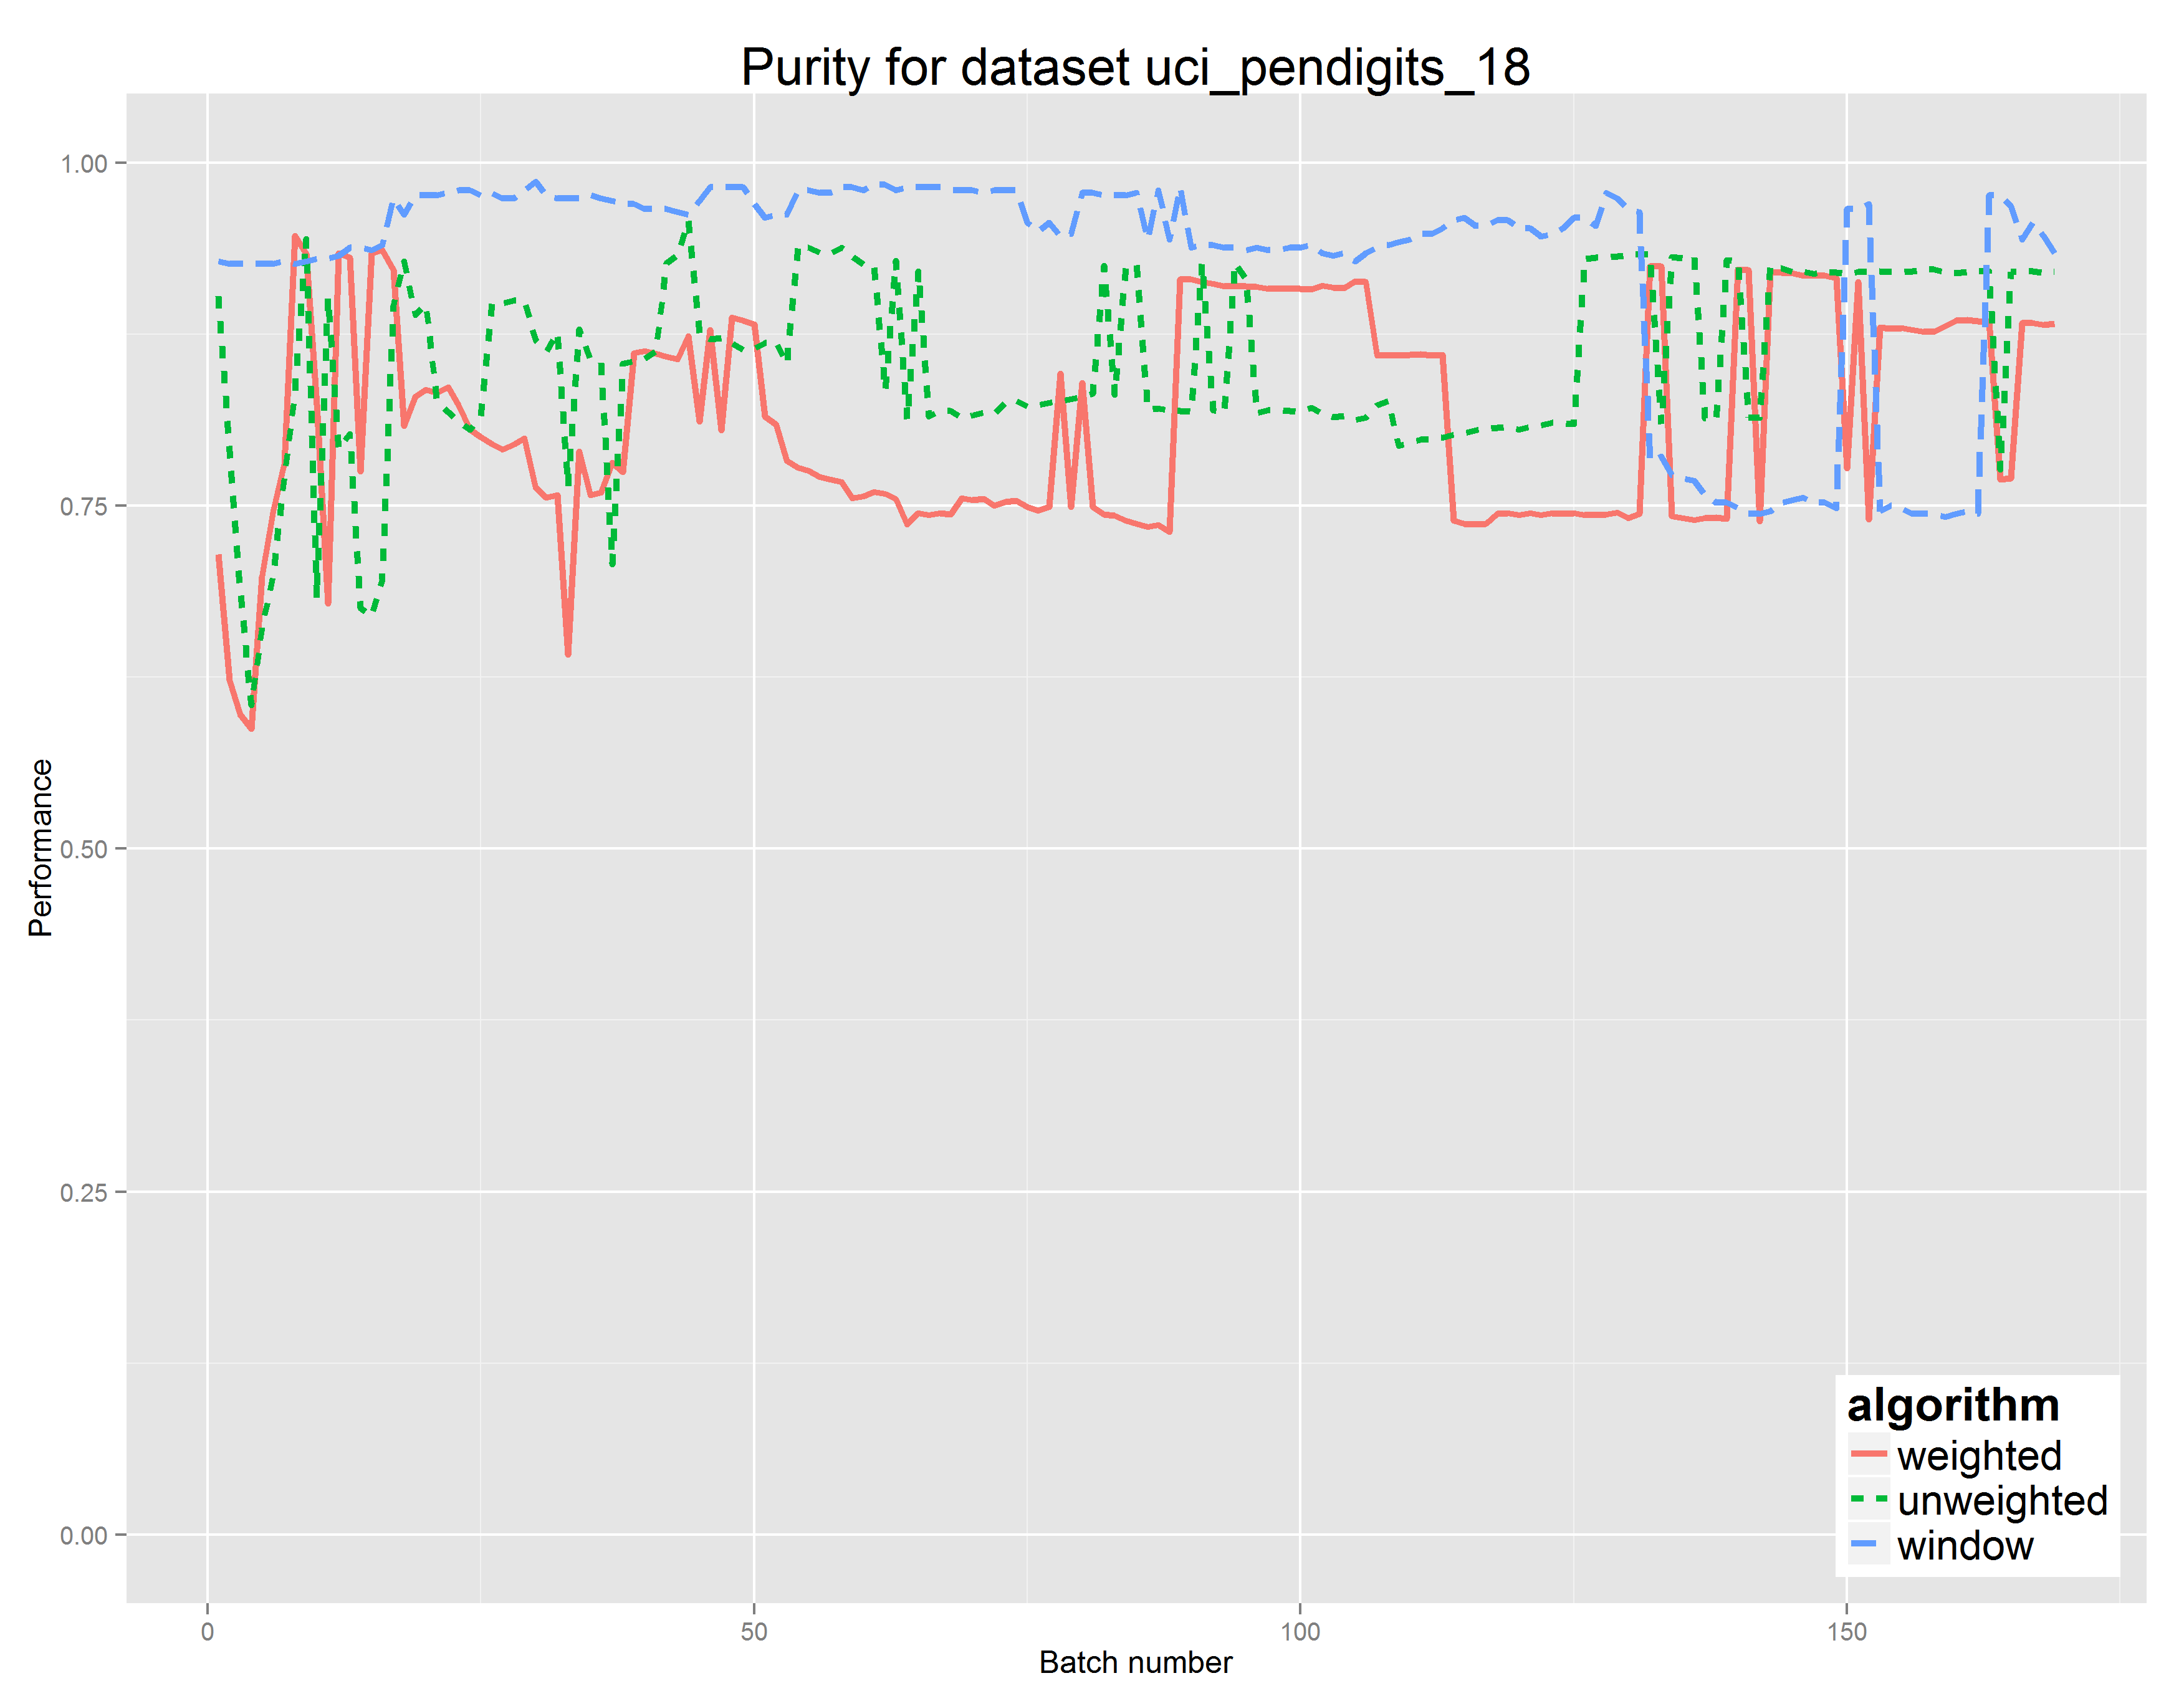 Purity for dataset uci_pendigits_18
1.00
0.75
0.50
0.25
0.00
Performance
0
50
100
150
Batch number
algorithm
weighted
unweighted
window